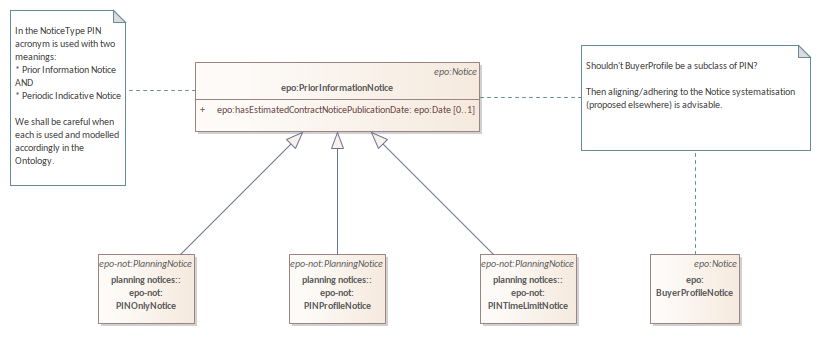 In the NoticeType PIN
acronym is used with two
meanings:
* Prior Information Notice
AND
* Periodic Indicative Notice
We shall be careful when
each is used and modelled
accordingly in the
Ontology.
epo:Notice
epo:PriorInformationNotice
+ epo:hasEstimatedContractNoticePublicationDate: epo:Date [0..1]
Shouldn't BuyerProfile be a subclass of PIN?
Then aligning/adhering to the Notice systematisation
(proposed elsewhere) is advisable.
epo-not:PlanningNotice
planning notices::
epo-not:
PINOnlyNotice
epo-not:PlanningNotice
planning notices::
epo-not:
PINProfileNotice
epo-not:PlanningNotice
planning notices::
epo-not:
PINTimeLimitNotice
epo:Notice
epo:
BuyerProfileNotice